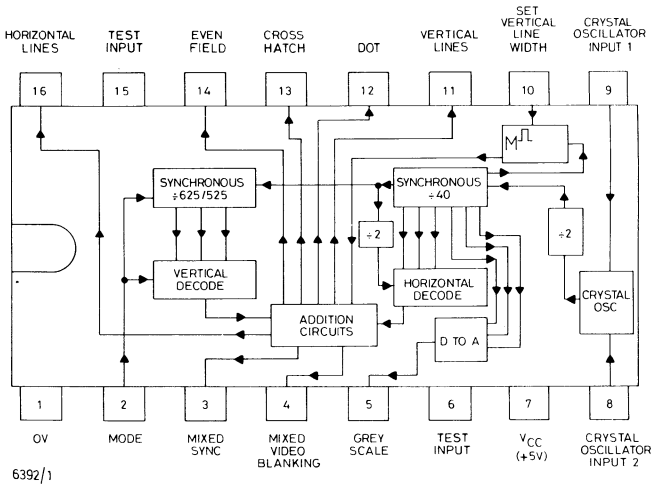 HORIZONTAL
LINES
TEST
INPUT
EVEN
FIELD
CROSS
HATCH
DOT
VERTICAL
LINES
SET
VERTICAL
LINE
WIDTH
CRYSTAL
OSCILLATOR
INPUT 1
16
15
14
13
12
11
10
9
M
SYNCHRONOUS
÷625/525
SYNCHRONOUS
÷40
÷2
÷2
VERTICAL
DECODE
HORIZONTAL
DECODE
CRYSTAL
OSC
ADDITION
CIRCUITS
D TO A
1
2
3
4
5
6
7
8
OV
MODE
MIXED
SYNC
MIXED
VIDEO
BLANKING
GREY
SCALE
TEST
INPUT
VCC
(+5V)
CRYSTAL
OSCILLATOR
INPUT 2
6392/1